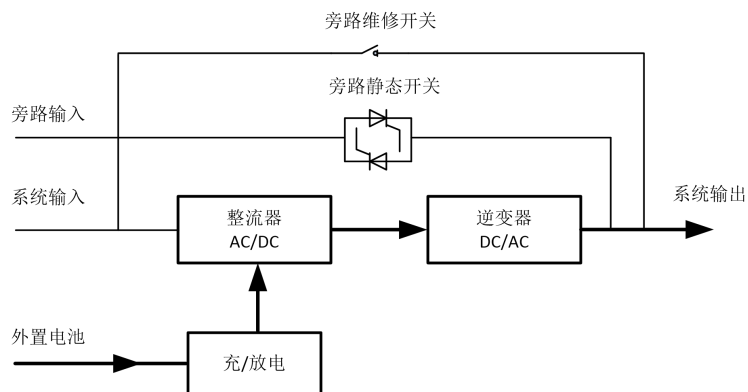 旁路维修开关
旁路静态开关
旁路输入
系统输入
系统输出
整流器
AC/DC
逆变器
DC/AC
外置电池
充/放电